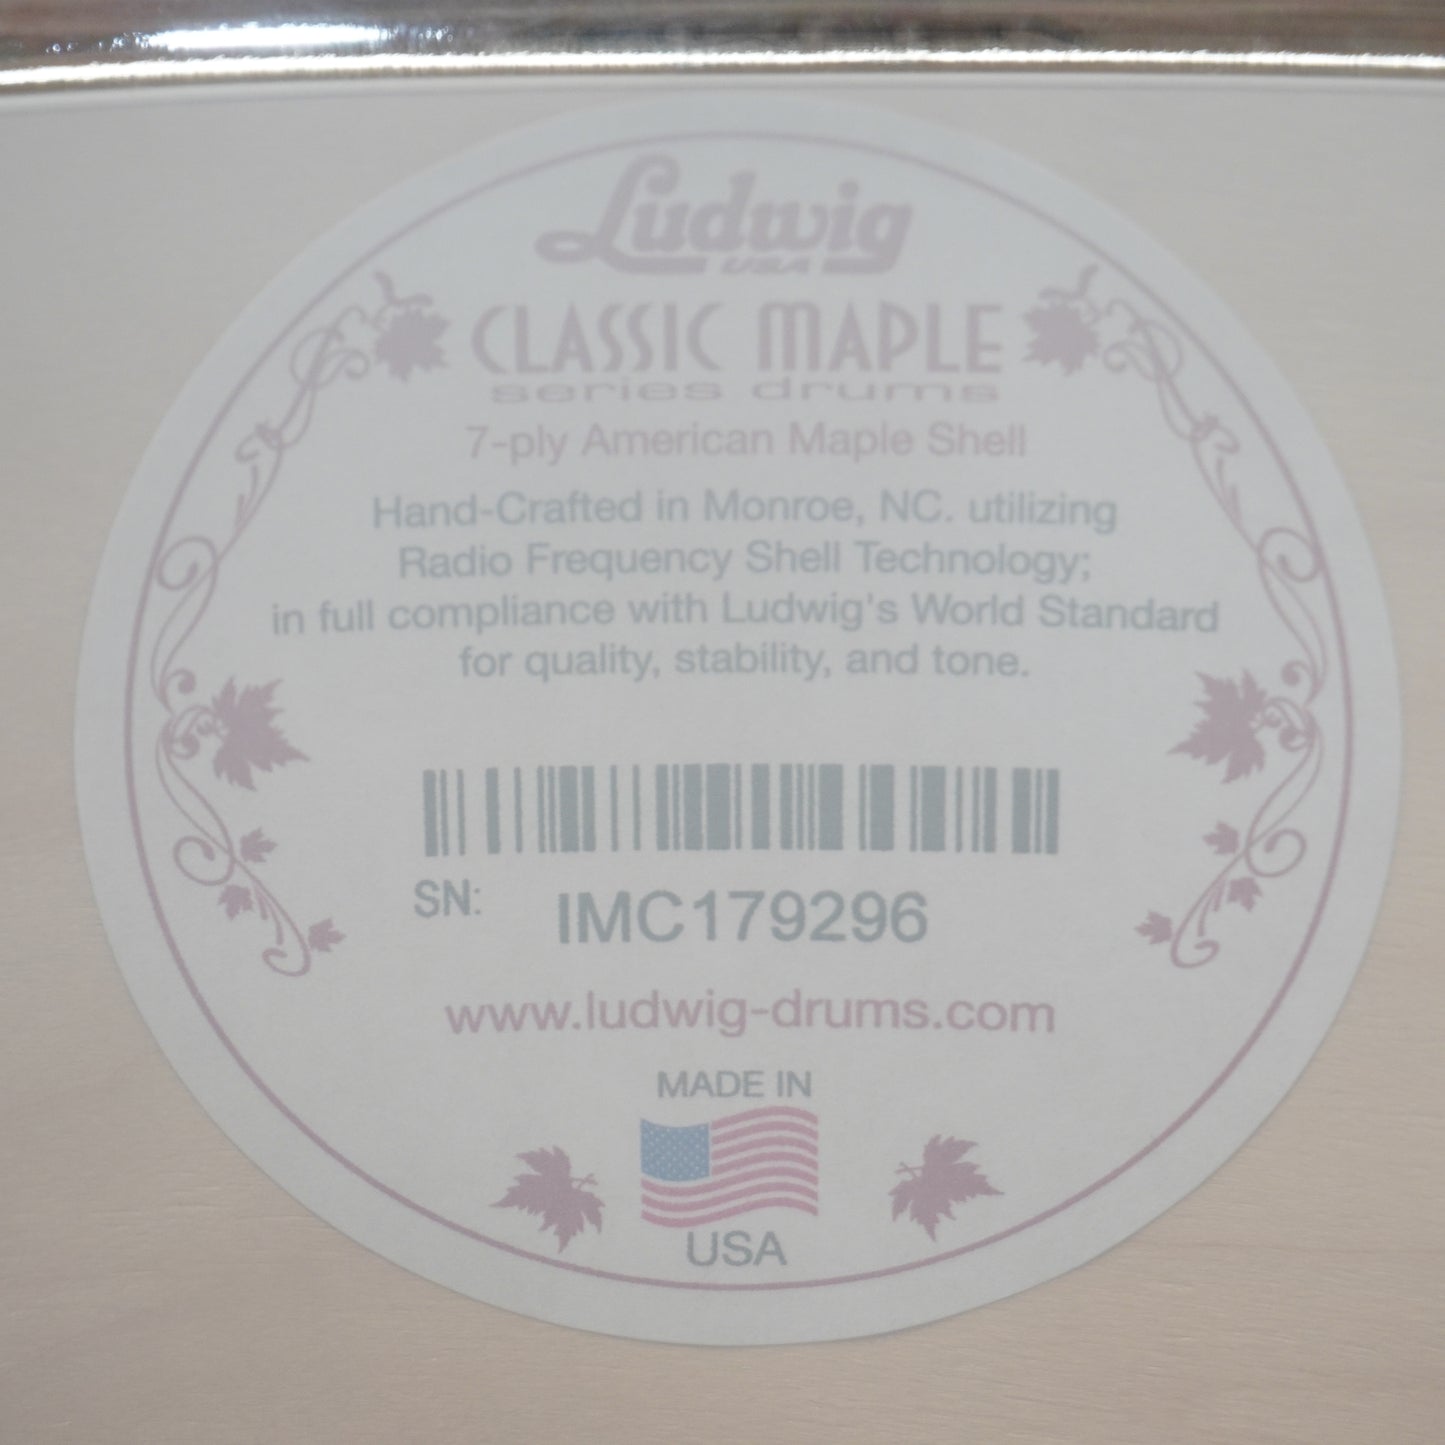 Ludwig
USA
CLASSIC MAPLE
series drums
7-ply American Maple Shell
Hand-Crafted in Monroe, NC. utilizing
Radio Frequency Shell Technology;
in full compliance with Ludwig's World Standard
for quality, stability, and tone.
SN: IMC179296
www.ludwig-drums.com
MADE IN
USA